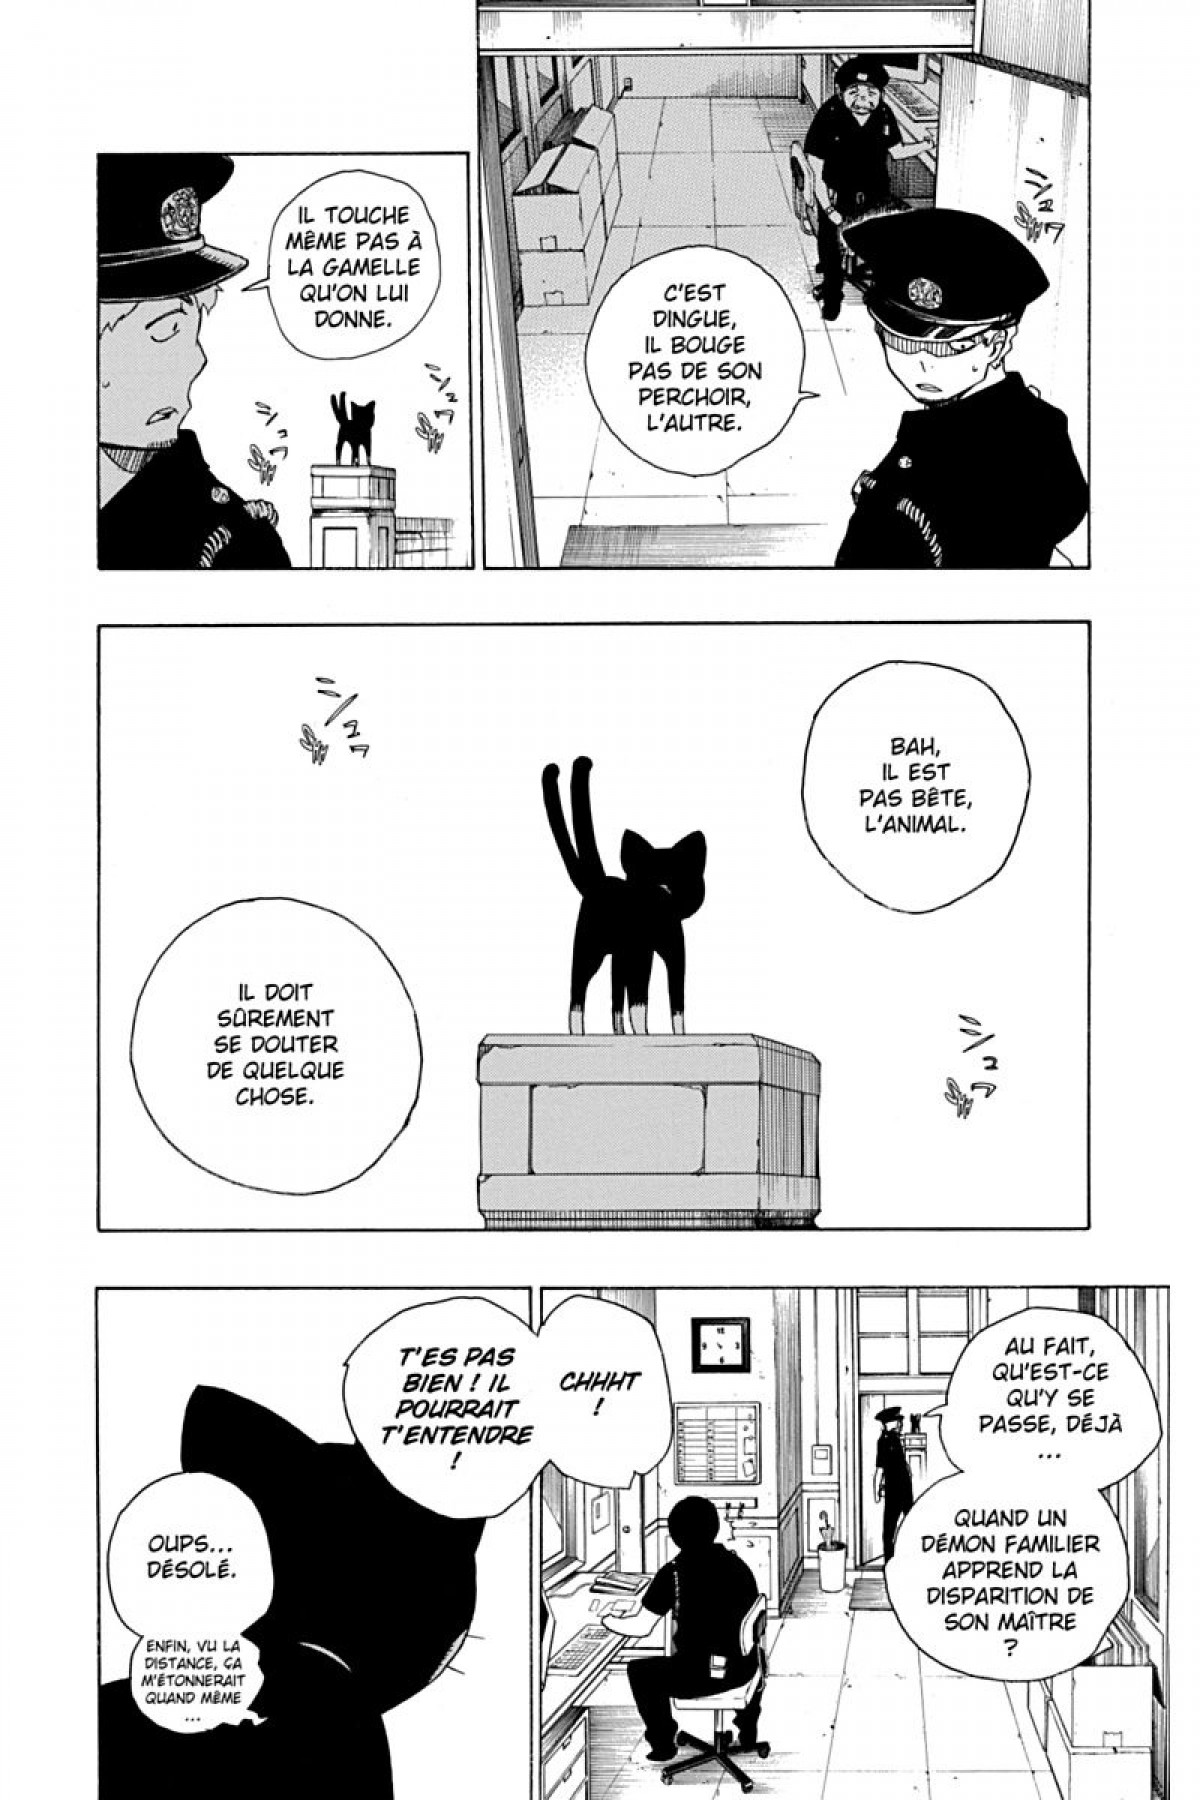 C'EST
DINGUE,
IL BOUGE
PAS DE SON
PERCHOIR,
L'AUTRE.
IL TOUCHE
MÊME PAS À
LA GAMELLE
QU'ON LUI
DONNE.
BAH,
IL EST
PAS BÊTE,
L'ANIMAL.
IL DOIT
SÛREMENT
SE DOUTER
DE QUELQUE
CHOSE.
AU FAIT,
QU'EST-CE
QU'Y SE
PASSE, DÉJÀ
...
QUAND UN
DÉMON FAMILIER
APPREND LA
DISPARITION DE
SON MAÎTRE
?
CHHHT
!
T'ES PAS
BIEN ! IL
POURRAIT
T'ENTENDRE
!
OUPS...
DÉSOLÉ.
ENFIN, VU LA
DISTANCE, ÇA
M'ÉTONNERAIT
QUAND MÊME
...